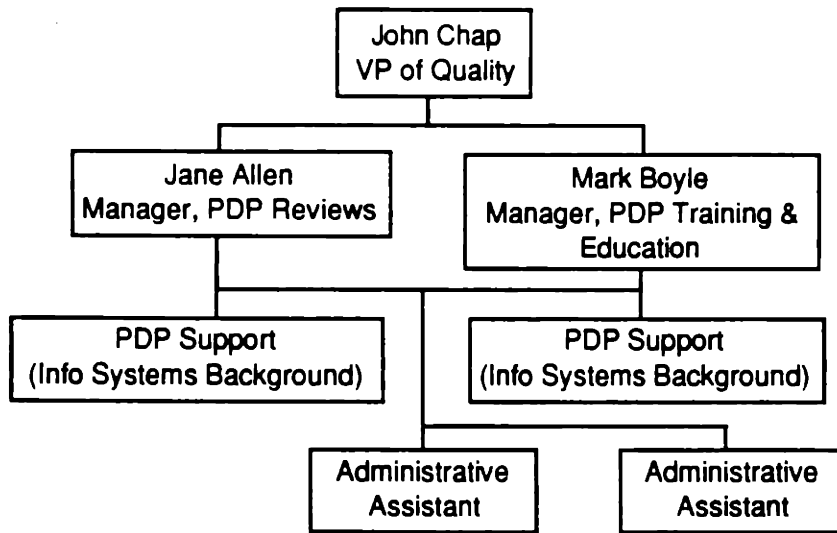 John Chap
VP of Quality
Jane Allen
Manager, PDP Reviews
Mark Boyle
Manager, PDP Training &
Education
PDP Support
(Info Systems Background)
PDP Support
(Info Systems Background)
Administrative
Assistant
Administrative
Assistant